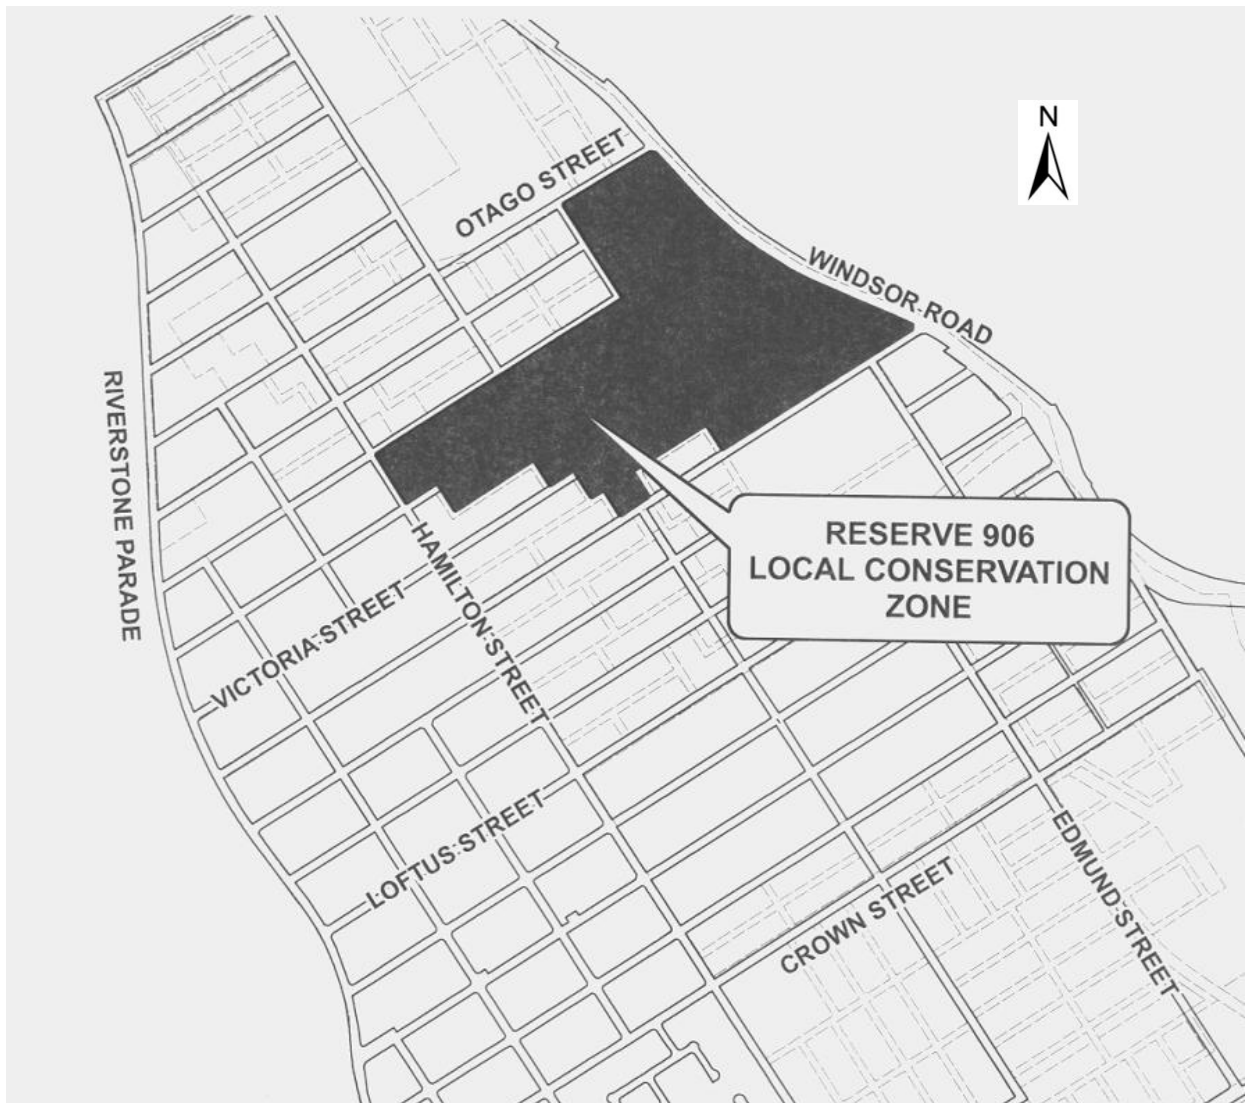 N
OTAGO STREET
WINDSOR ROAD
RIVERSTONE PARADE
RESERVE 906
LOCAL CONSERVATION
ZONE
HAMILTON STREET
VICTORIA STREET
LOFTUS STREET
EDMUND STREET
CROWN STREET